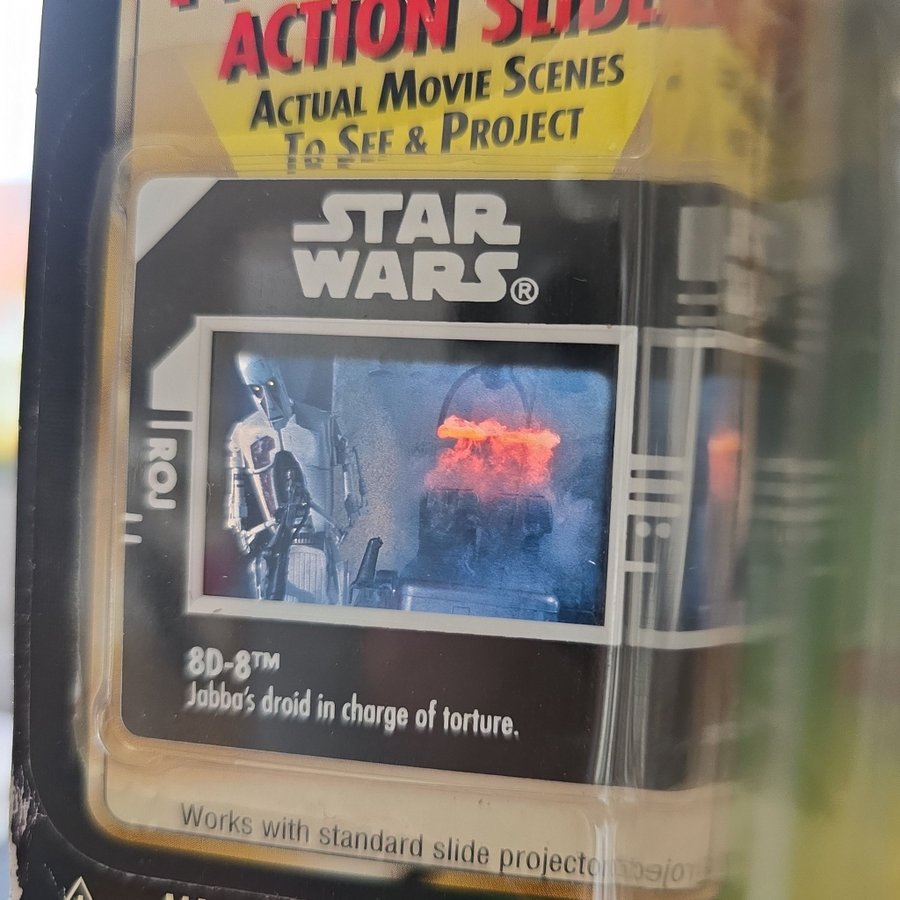 ACTION SLIDE
ACTUAL MOVIE SCENES
TO SEE & PROJECT
STAR
WARS®
ROJ
8D-8™
Jabba's droid in charge of torture.
Works with standard slide projecto